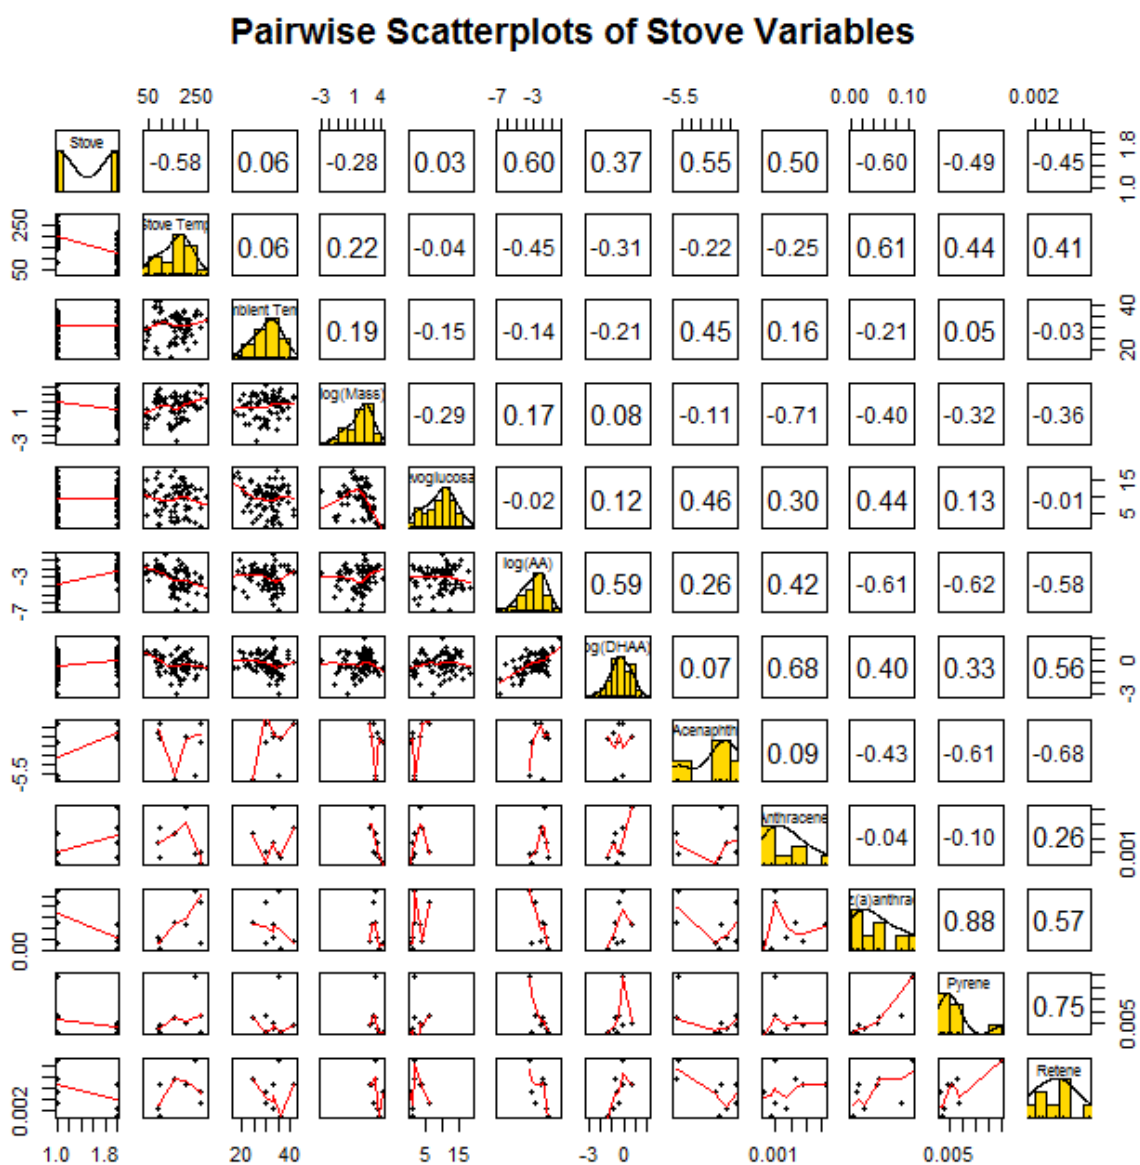 Pairwise Scatterplots of Stove Variables
50 250 -3 1 4 -7 -3 -5.5 0.00 0.10 0.002
Stove -0.58 0.06 -0.28 0.03 0.60 0.37 0.55 0.50 -0.60 -0.49 -0.45 1.0 1.8
50 250 Stove Temp 0.06 0.22 -0.04 -0.45 -0.31 -0.22 -0.25 0.61 0.44 0.41
nbient Ten 0.19 -0.15 -0.14 -0.21 0.45 0.16 -0.21 0.05 -0.03 20 40
-3 1 log(Mass) -0.29 0.17 0.08 -0.11 -0.71 -0.40 -0.32 -0.36
voglucosa -0.02 0.12 0.46 0.30 0.44 0.13 -0.01 5 15
-7 -3 log(AA) 0.59 0.26 0.42 -0.61 -0.62 -0.58
og(DHAA) 0.07 0.68 0.40 0.33 0.56 -3 0
-5.5 Acenaphth 0.09 -0.43 -0.61 -0.68
Anthracene -0.04 -0.10 0.26 0.001
0.00 z(a)anthra 0.88 0.57
Pyrene 0.75 0.005
0.002 Retene
1.0 1.8 20 40 5 15 -3 0 0.001 0.005